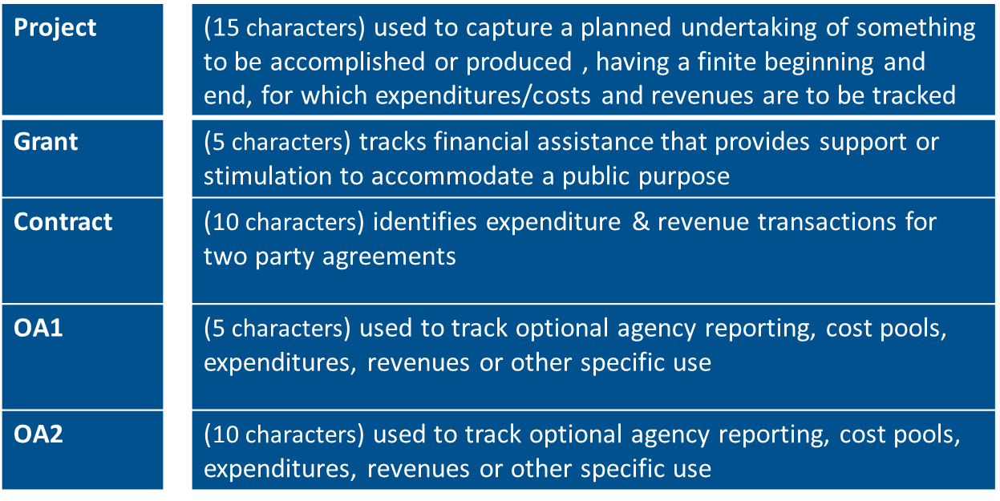 Project
(15 characters) used to capture a planned undertaking of something
to be accomplished or produced , having a finite beginning and
end, for which expenditures/costs and revenues are to be tracked
Grant
(5 characters) tracks financial assistance that provides support or
stimulation to accommodate a public purpose
Contract
(10 characters) identifies expenditure & revenue transactions for
two party agreements
OA1
(5 characters) used to track optional agency reporting, cost pools,
expenditures, revenues or other specific use
OA2
(10 characters) used to track optional agency reporting, cost pools,
expenditures, revenues or other specific use